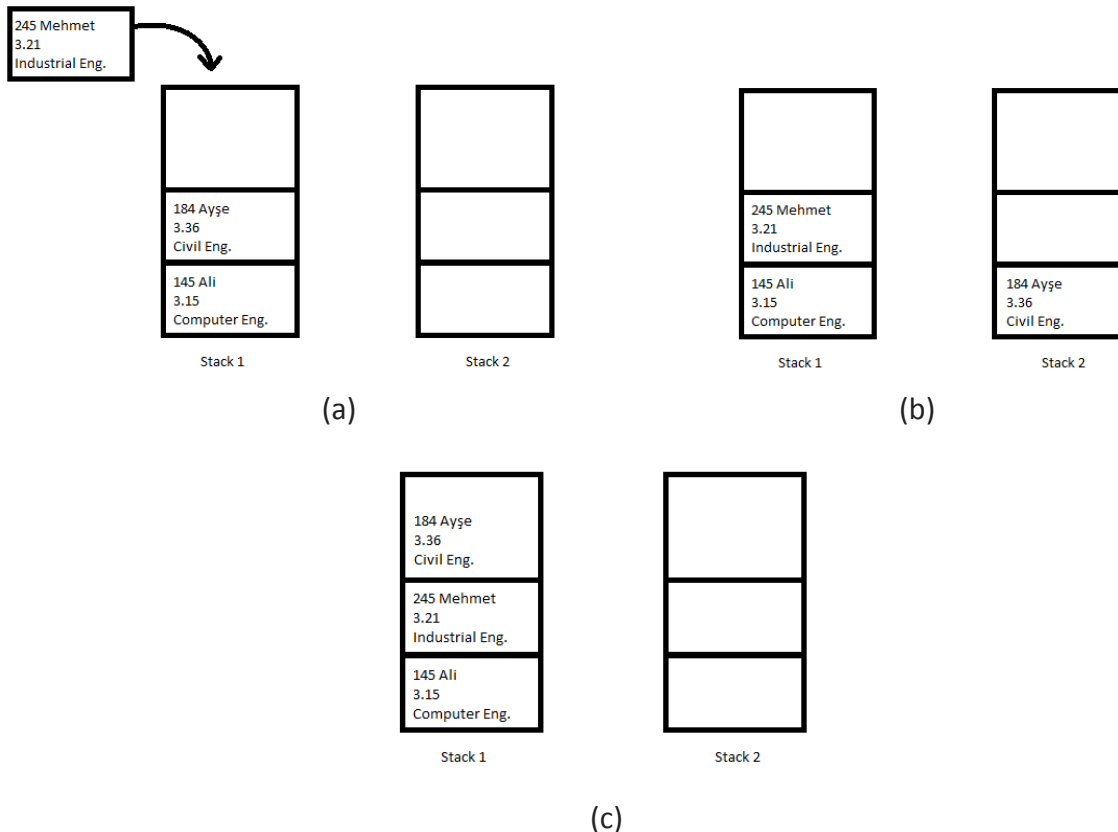 245 Mehmet
3.21
Industrial Eng.
184 Ayşe
3.36
Civil Eng.
145 Ali
3.15
Computer Eng.
Stack 1
Stack 2
(a)
245 Mehmet
3.21
Industrial Eng.
145 Ali
3.15
Computer Eng.
184 Ayşe
3.36
Civil Eng.
Stack 1
Stack 2
(b)
184 Ayşe
3.36
Civil Eng.
245 Mehmet
3.21
Industrial Eng.
145 Ali
3.15
Computer Eng.
Stack 1
Stack 2
(c)